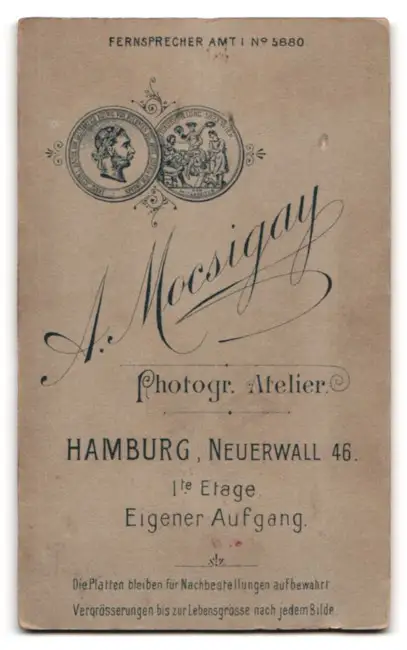 FERNSPRECHER AMT I No 5680
A. Mocsigay
Photogr. Atelier.
HAMBURG, NEUERWALL 46.
1te Etage
Eigener Aufgang.
Die Platten bleiben für Nachbestellungen aufbewahrt
Vergrösserungen bis zur Lebensgrösse nach jedem Bilde.